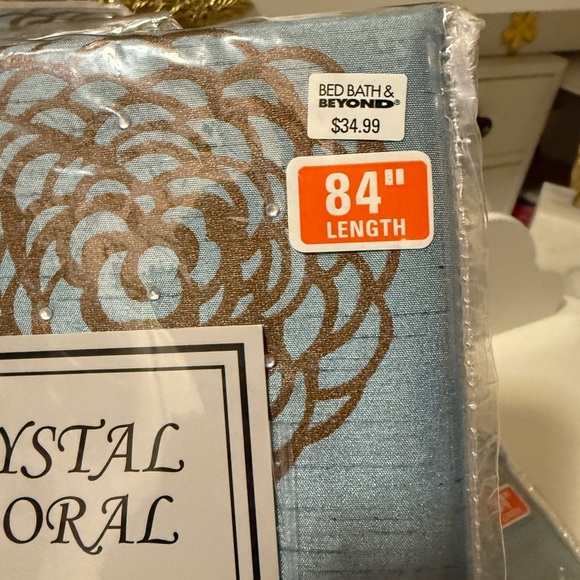 BED BATH &
BEYOND®
$34.99
84"
LENGTH
YSTAL
ORAL